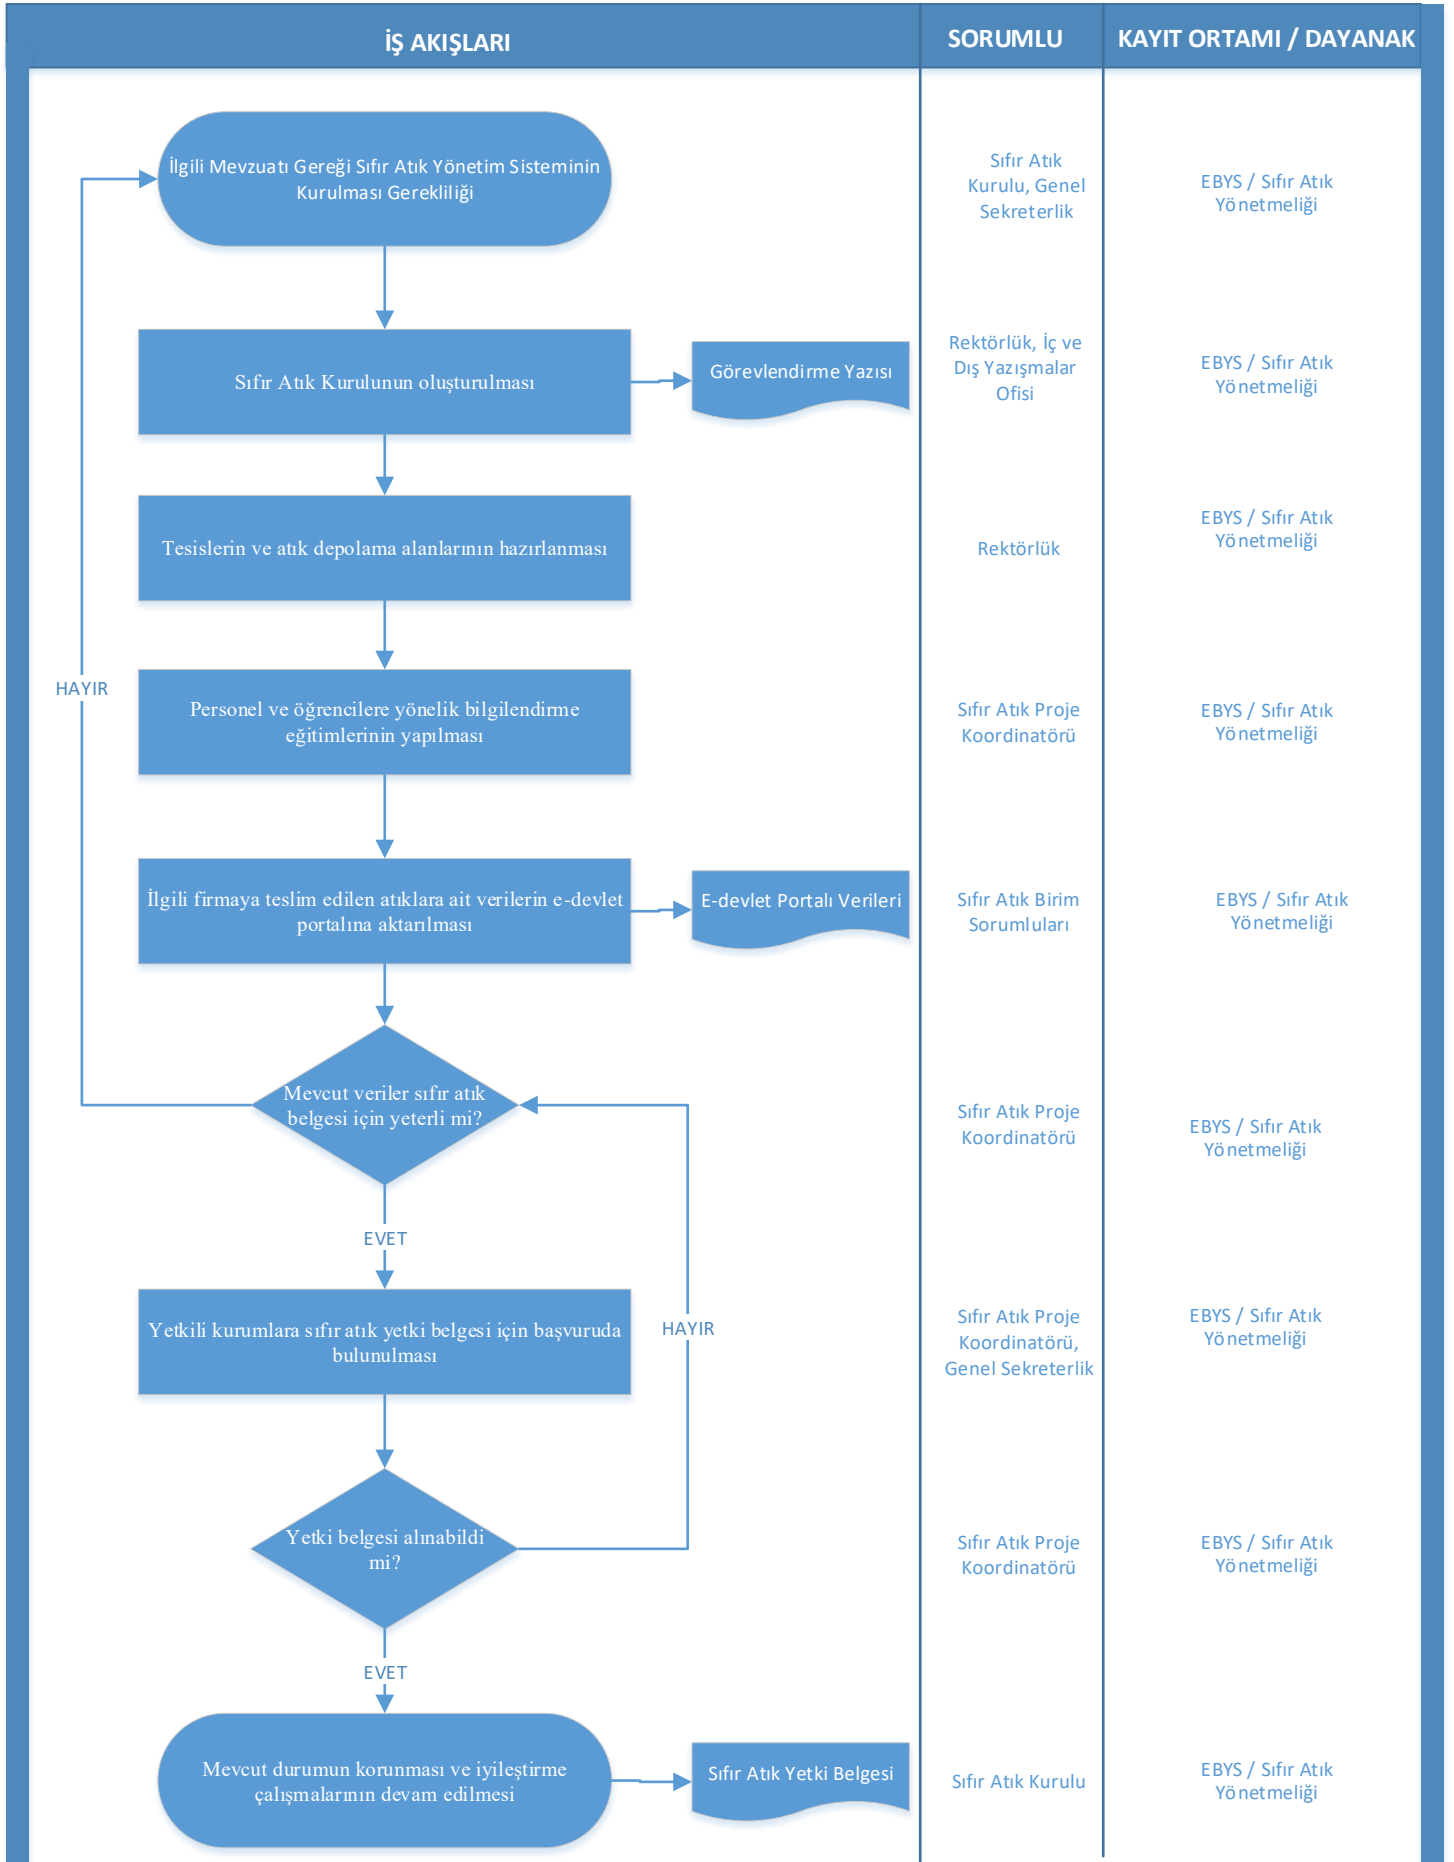 İŞ AKIŞLARI
SORUMLU
KAYIT ORTAMI / DAYANAK
İlgili Mevzuatı Gereği Sıfır Atık Yönetim Sisteminin
Kurulması Gerekliliği
Sıfır Atık
Kurulu, Genel
Sekreterlik
EBYS / Sıfır Atık
Yönetmeliği
Sıfır Atık Kurulunun oluşturulması
Görevlendirme Yazısı
Rektörlük, İç ve
Dış Yazışmalar
Ofisi
EBYS / Sıfır Atık
Yönetmeliği
Tesislerin ve atık depolama alanlarının hazırlanması
Rektörlük
EBYS / Sıfır Atık
Yönetmeliği
HAYIR
Personel ve öğrencilere yönelik bilgilendirme
eğitimlerinin yapılması
Sıfır Atık Proje
Koordinatörü
EBYS / Sıfır Atık
Yönetmeliği
İlgili firmaya teslim edilen atıklara ait verilerin e-devlet
portalına aktarılması
E-devlet Portalı Verileri
Sıfır Atık Birim
Sorumluları
EBYS / Sıfır Atık
Yönetmeliği
Mevcut veriler sıfır atık
belgesi için yeterli mi?
Sıfır Atık Proje
Koordinatörü
EBYS / Sıfır Atık
Yönetmeliği
EVET
Yetkili kurumlara sıfır atık yetki belgesi için başvuruda
bulunulması
HAYIR
Sıfır Atık Proje
Koordinatörü,
Genel Sekreterlik
EBYS / Sıfır Atık
Yönetmeliği
Yetki belgesi alınabildi
mi?
Sıfır Atık Proje
Koordinatörü
EBYS / Sıfır Atık
Yönetmeliği
EVET
Mevcut durumun korunması ve iyileştirme
çalışmalarının devam edilmesi
Sıfır Atık Yetki Belgesi
Sıfır Atık Kurulu
EBYS / Sıfır Atık
Yönetmeliği